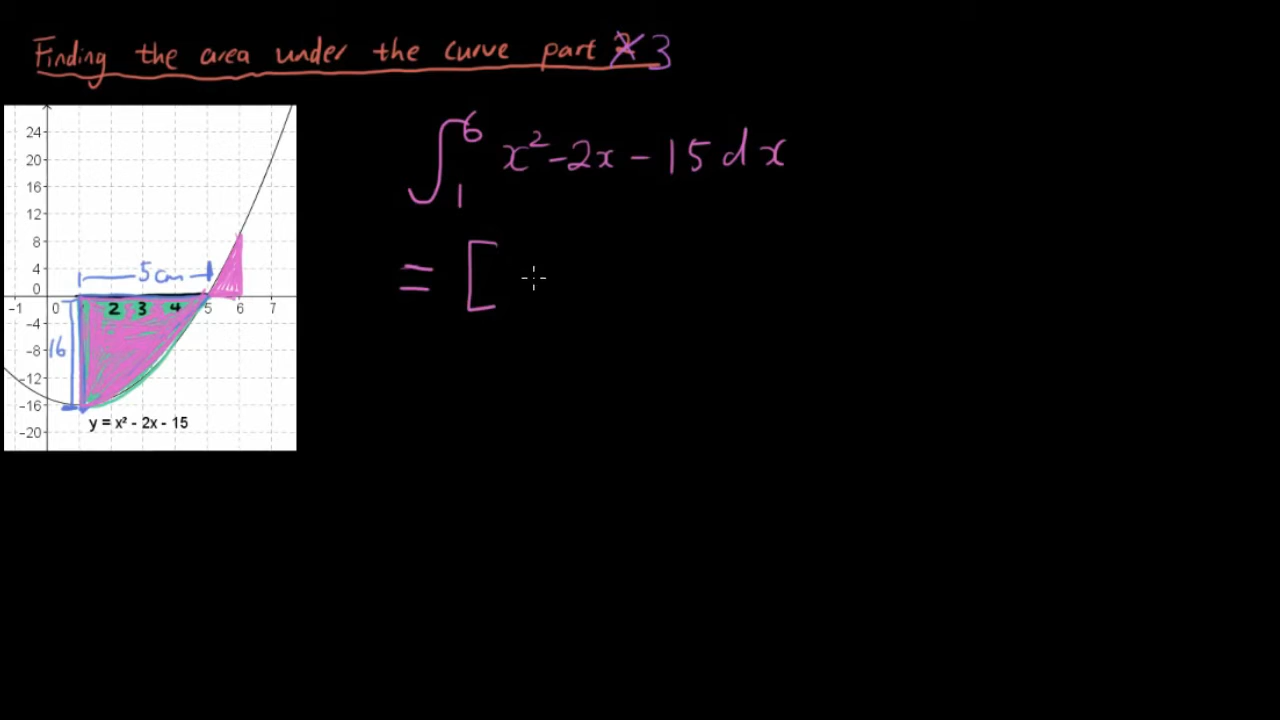 Finding the area under the curve part 3
∫₁⁶ x² - 2x - 15 dx
= [
24
20
16
12
8
4
0
5cm
-1 0 2 3 4 5 6 7
-4
16
-8
-12
-16
y = x² - 2x - 15
-20